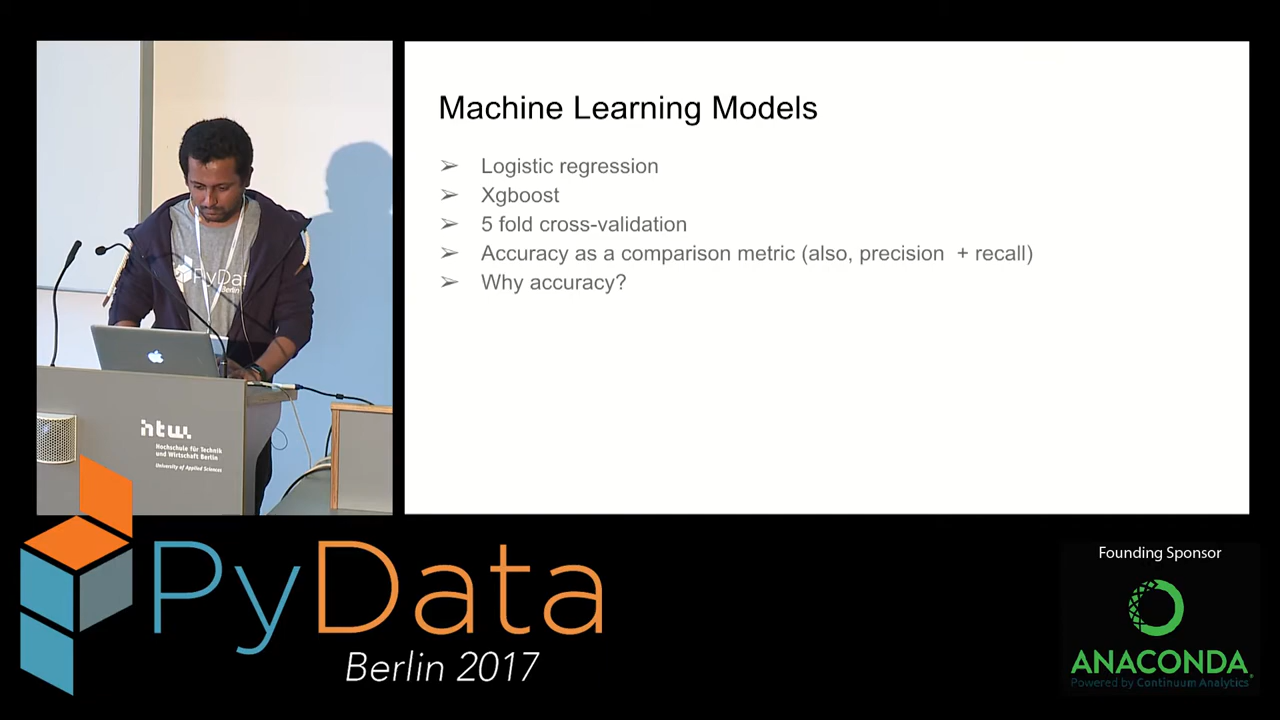 Machine Learning Models
➢ Logistic regression
➢ Xgboost
➢ 5 fold cross-validation
➢ Accuracy as a comparison metric (also, precision + recall)
➢ Why accuracy?
PyData
Berlin
htw.
Hochschule für Technik
und Wirtschaft Berlin
University of Applied Sciences
PyData
Berlin 2017
Founding Sponsor
ANACONDA
Powered by Continuum Analytics